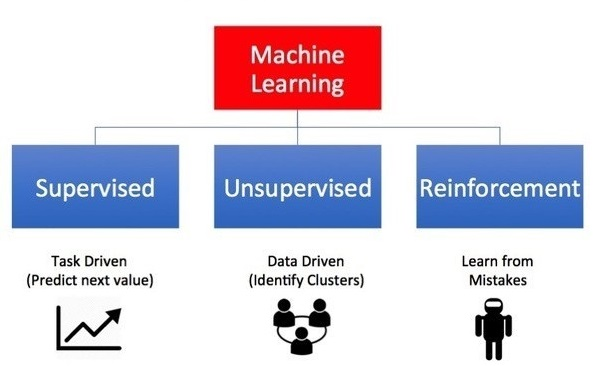 Machine
Learning
Supervised
Unsupervised
Reinforcement
Task Driven
(Predict next value)
Data Driven
(Identify Clusters)
Learn from
Mistakes